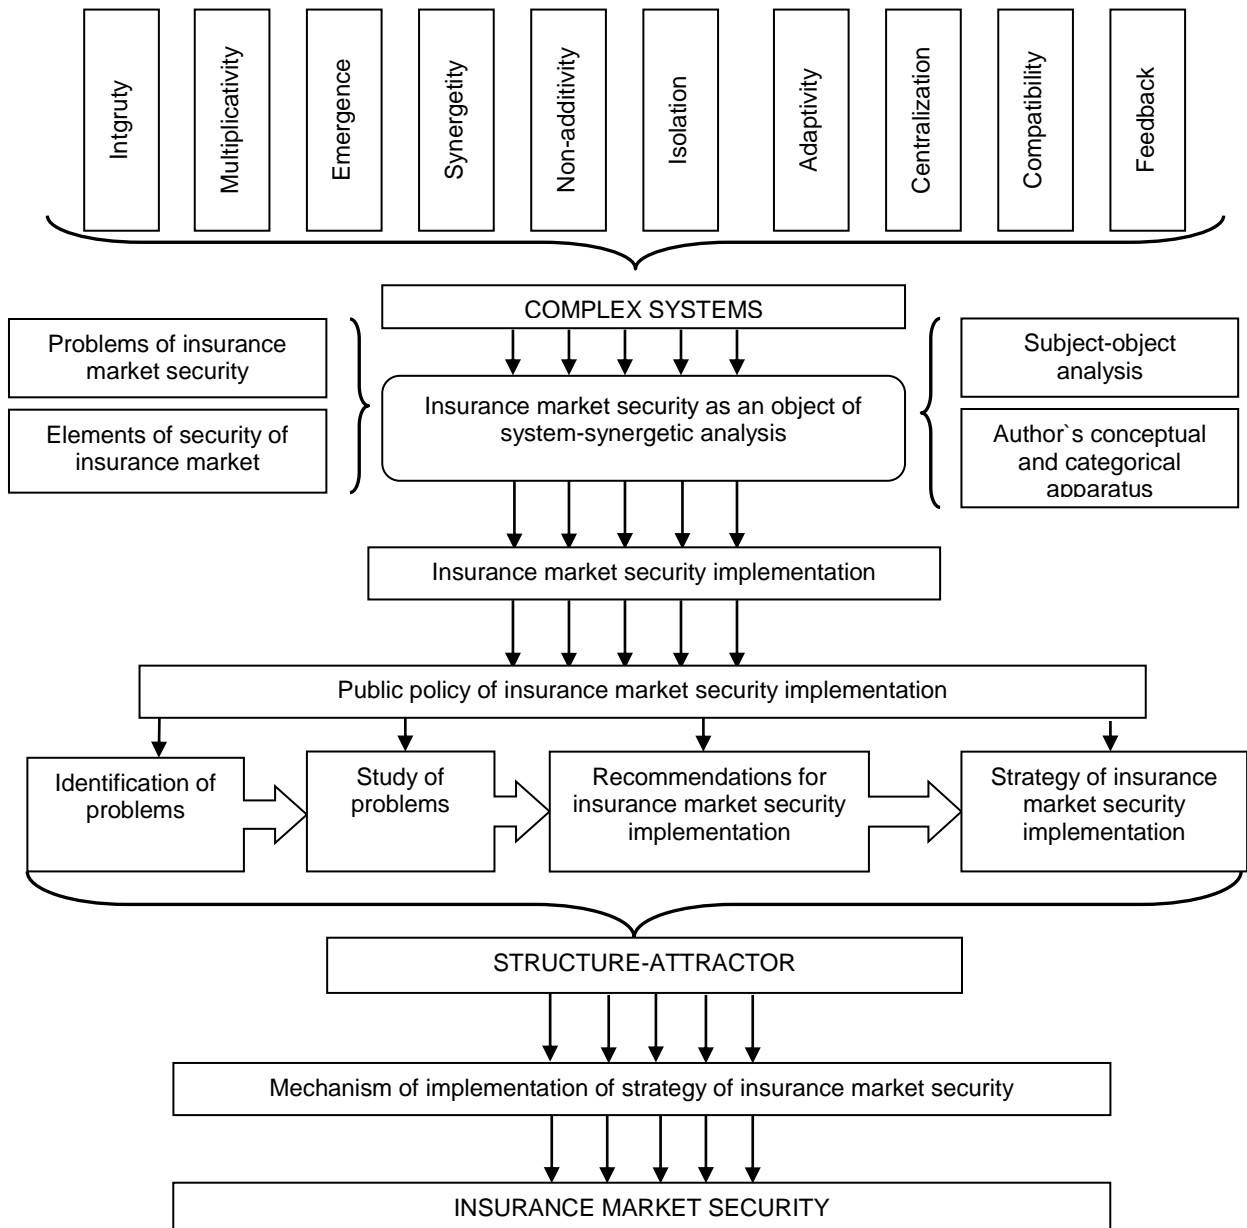 Intgruty
Multiplicativity
Emergence
Synergetity
Non-additivity
Isolation
Adaptivity
Centralization
Compatibility
Feedback
COMPLEX SYSTEMS
Problems of insurance
market security
Elements of security of
insurance market
Insurance market security as an object of
system-synergetic analysis
Subject-object
analysis
Author`s conceptual
and categorical
apparatus
Insurance market security implementation
Public policy of insurance market security implementation
Identification of
problems
Study of
problems
Recommendations for
insurance market security
implementation
Strategy of insurance
market security
implementation
STRUCTURE-ATTRACTOR
Mechanism of implementation of strategy of insurance market security
INSURANCE MARKET SECURITY